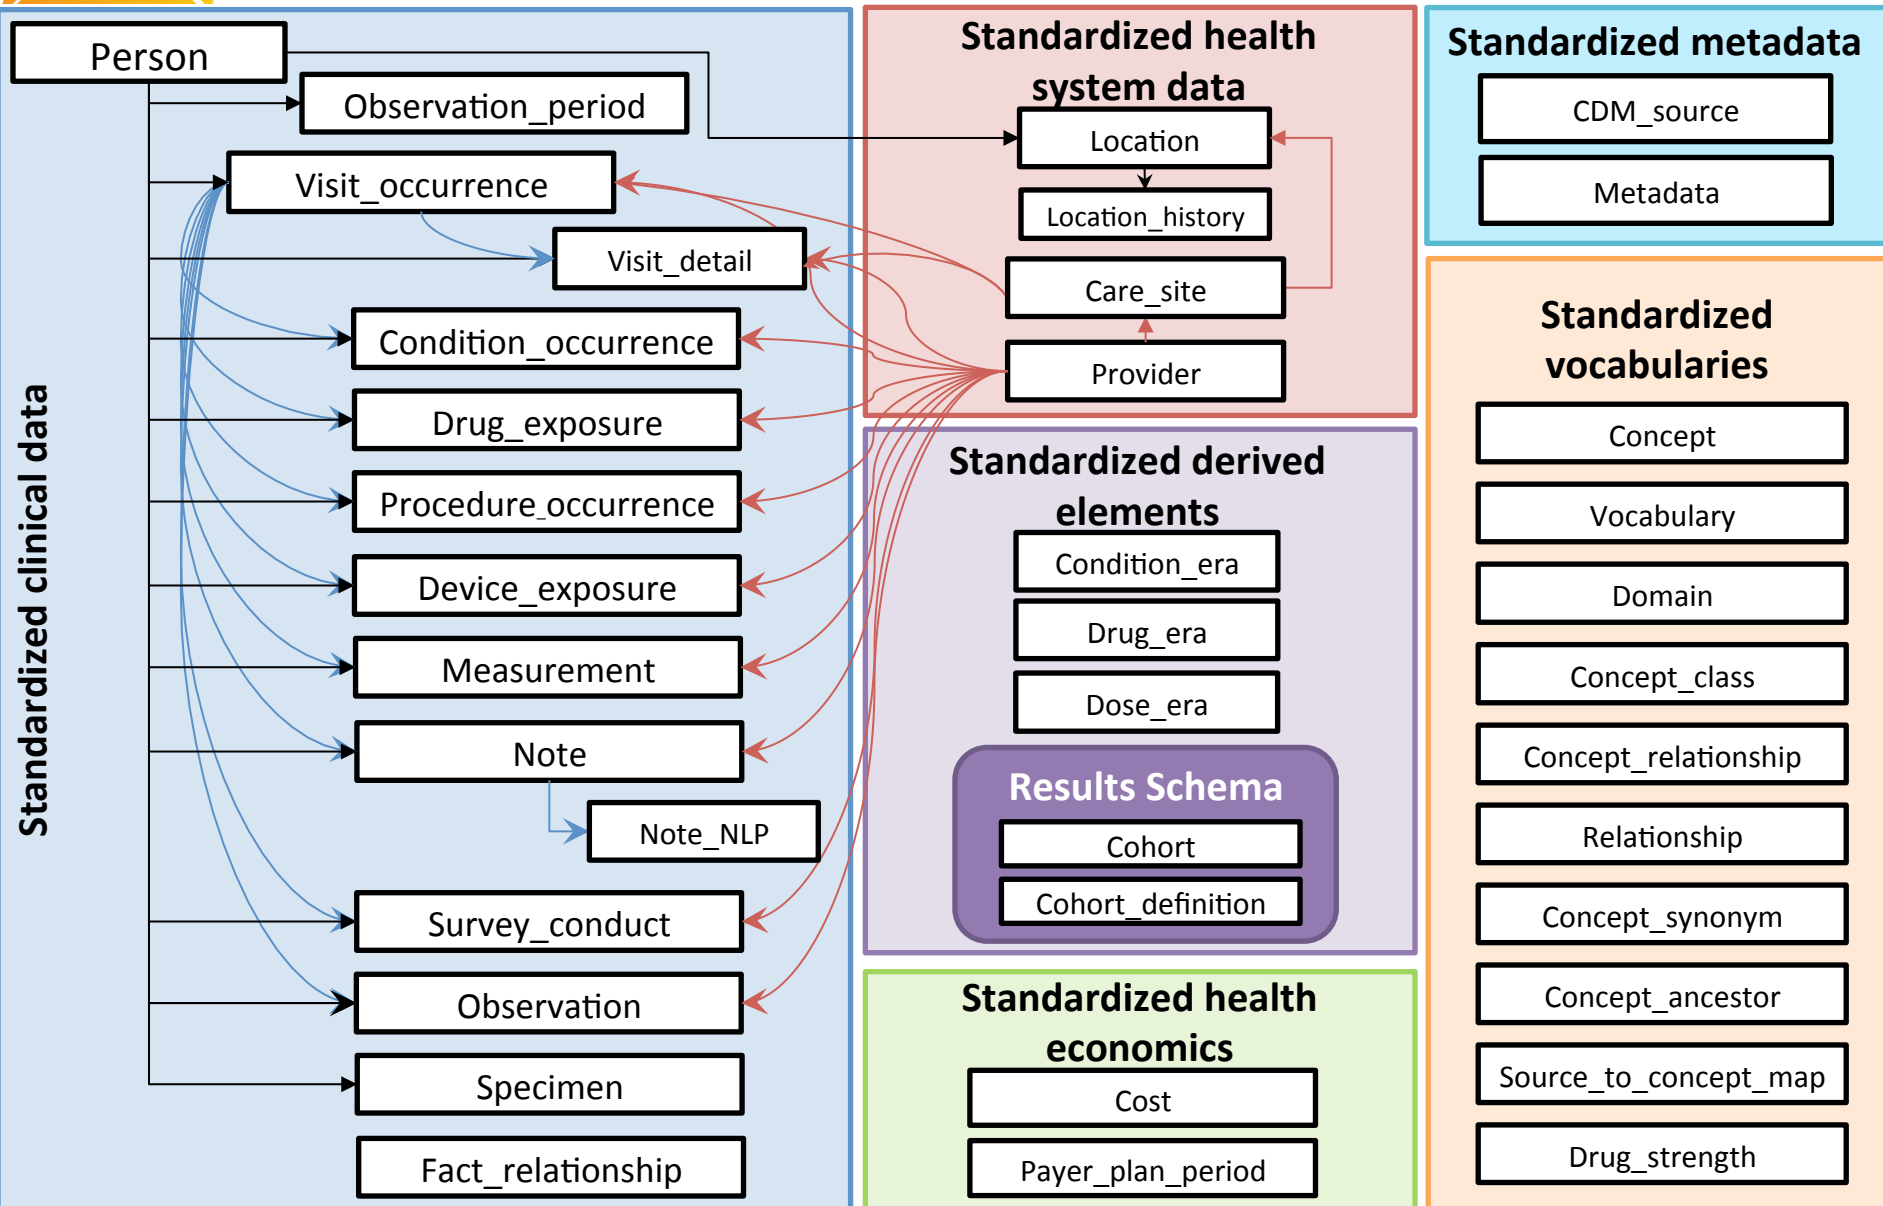 Standardized clinical data
Person
Observation_period
Visit_occurrence
Visit_detail
Condition_occurrence
Drug_exposure
Procedure_occurrence
Device_exposure
Measurement
Note
Note_NLP
Survey_conduct
Observation
Specimen
Fact_relationship
Standardized health
system data
Location
Location_history
Care_site
Provider
Standardized derived
elements
Condition_era
Drug_era
Dose_era
Results Schema
Cohort
Cohort_definition
Standardized health
economics
Cost
Payer_plan_period
Standardized metadata
CDM_source
Metadata
Standardized
vocabularies
Concept
Vocabulary
Domain
Concept_class
Concept_relationship
Relationship
Concept_synonym
Concept_ancestor
Source_to_concept_map
Drug_strength